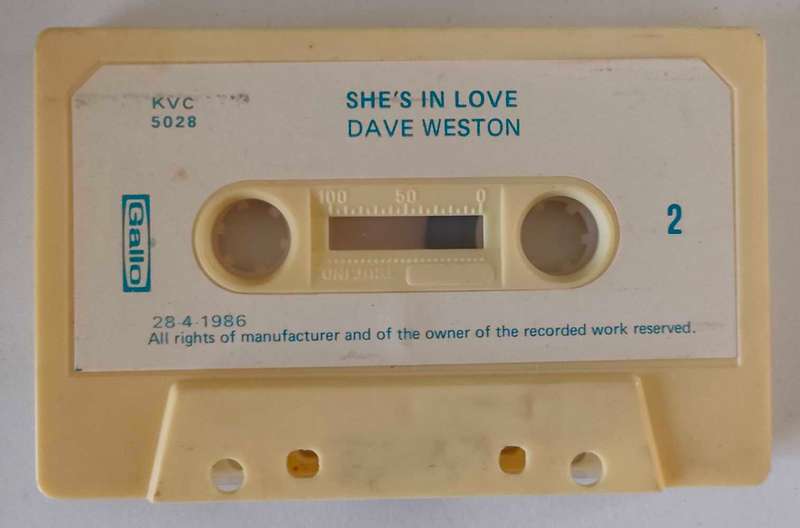 KVC
5028
SHE'S IN LOVE
DAVE WESTON
100 50 0
Gallo
2
28-4-1986
All rights of manufacturer and of the owner of the recorded work reserved.